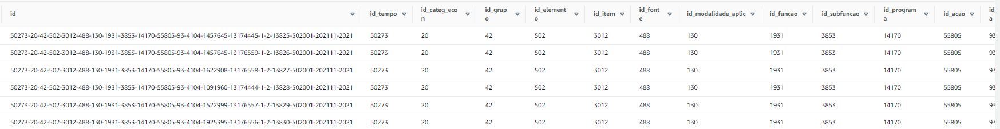 id id_tempo id_categ_econ id_grupo id_elemento id_item id_fonte id_modalidade_aplic id_funcao id_subfuncao id_programa id_acao id_
50273-20-42-502-3012-488-130-1931-3853-14170-55805-93-4104-1457645-13174445-1-2-13825-502001-202111-2021 50273 20 42 502 3012 488 130 1931 3853 14170 55805 93
50273-20-42-502-3012-488-130-1931-3853-14170-55805-93-4104-1457645-13176559-1-2-13826-502001-202111-2021 50273 20 42 502 3012 488 130 1931 3853 14170 55805 93
50273-20-42-502-3012-488-130-1931-3853-14170-55805-93-4104-1622908-13176558-1-2-13827-502001-202111-2021 50273 20 42 502 3012 488 130 1931 3853 14170 55805 93
50273-20-42-502-3012-488-130-1931-3853-14170-55805-93-4104-1091960-13174444-1-2-13828-502001-202111-2021 50273 20 42 502 3012 488 130 1931 3853 14170 55805 93
50273-20-42-502-3012-488-130-1931-3853-14170-55805-93-4104-1522999-13176557-1-2-13829-502001-202111-2021 50273 20 42 502 3012 488 130 1931 3853 14170 55805 93
50273-20-42-502-3012-488-130-1931-3853-14170-55805-93-4104-1925395-13176556-1-2-13830-502001-202111-2021 50273 20 42 502 3012 488 130 1931 3853 14170 55805 93